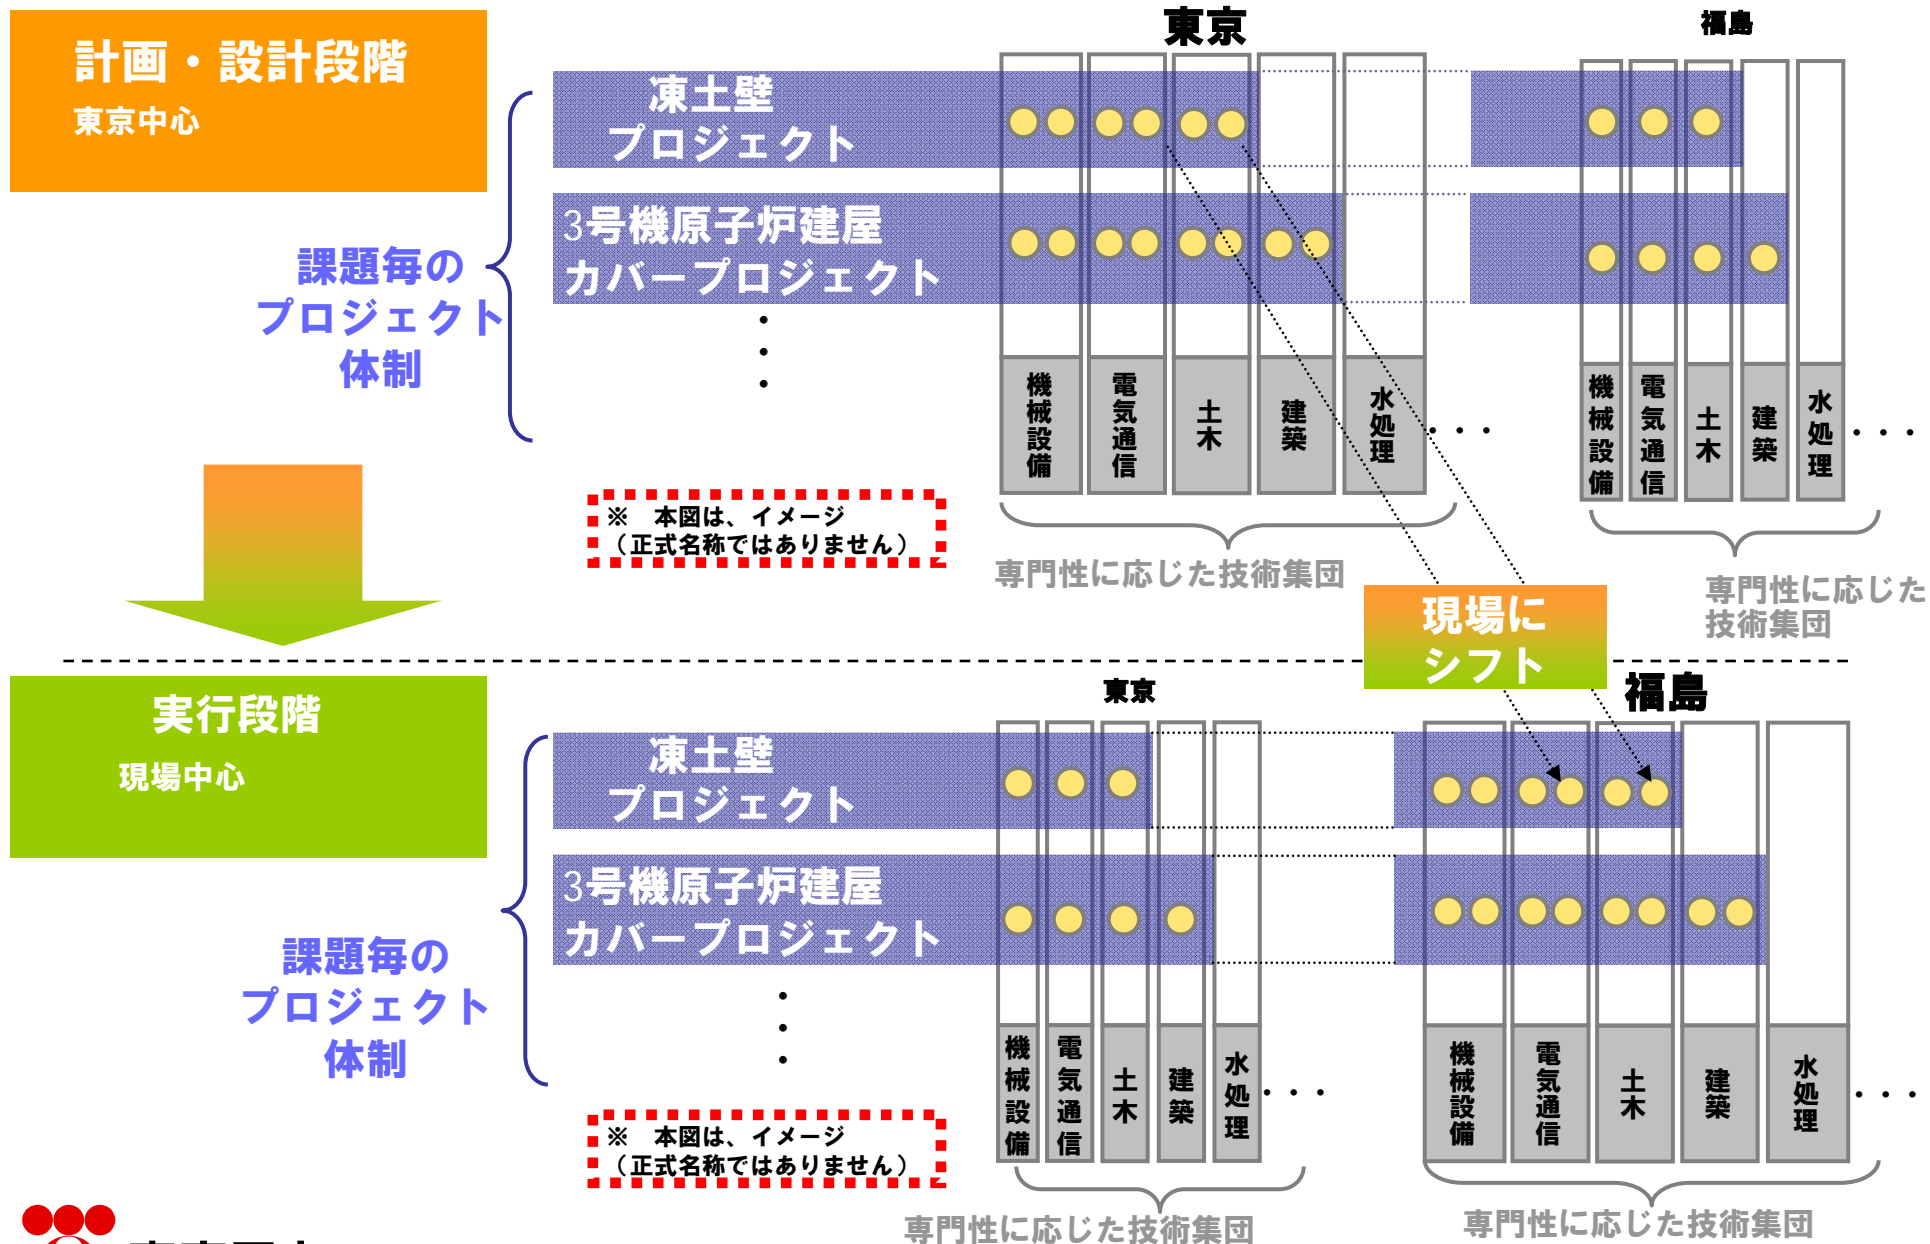 計画・設計段階
東京中心
東京
福島
凍土壁
プロジェクト
3号機原子炉建屋
カバープロジェクト
・
・
・
課題毎の
プロジェクト
体制
機械設備
電気通信
土木
建築
水処理
・・・
機械設備
電気通信
土木
建築
水処理
・・・
※　本図は、イメージ
（正式名称ではありません）
専門性に応じた技術集団
専門性に応じた
技術集団
現場に
シフト
実行段階
現場中心
東京
福島
凍土壁
プロジェクト
3号機原子炉建屋
カバープロジェクト
・
・
・
課題毎の
プロジェクト
体制
機械設備
電気通信
土木
建築
水処理
・・・
機械設備
電気通信
土木
建築
水処理
・・・
※　本図は、イメージ
（正式名称ではありません）
専門性に応じた技術集団
専門性に応じた技術集団